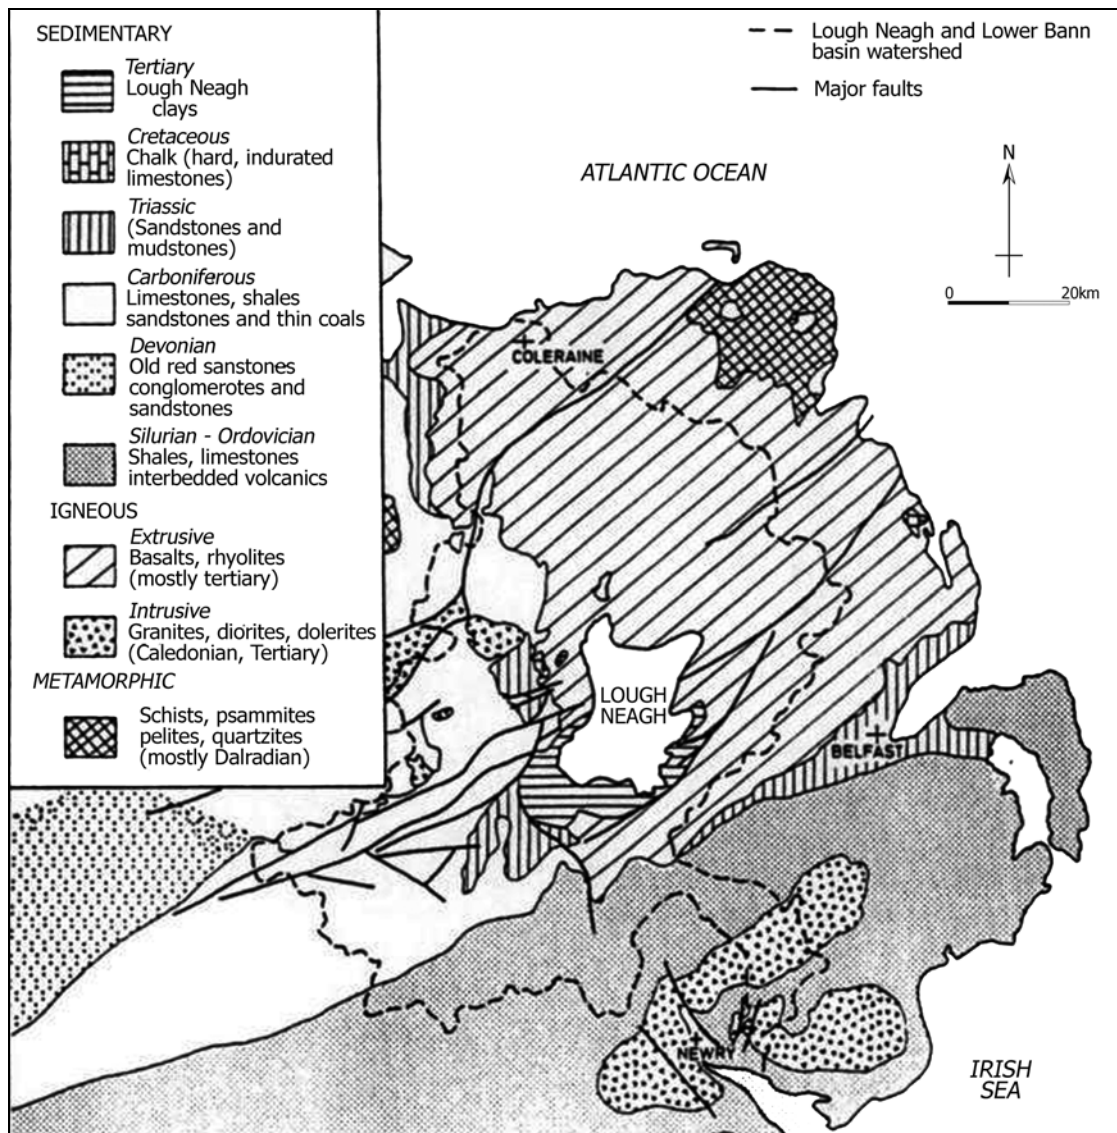 SEDIMENTARY
Tertiary
Lough Neagh
clays
Cretaceous
Chalk (hard, indurated
limestones)
Triassic
(Sandstones and
mudstones)
Carboniferous
Limestones, shales
sandstones and thin coals
Devonian
Old red sanstones
conglomerotes and
sandstones
Silurian - Ordovician
Shales, limestones
interbedded volcanics
IGNEOUS
Extrusive
Basalts, rhyolites
(mostly tertiary)
Intrusive
Granites, diorites, dolerites
(Caledonian, Tertiary)
METAMORPHIC
Schists, psammites
pelites, quartzites
(mostly Dalradian)
Lough Neagh and Lower Bann
basin watershed
Major faults
ATLANTIC OCEAN
N
0 20km
COLERAINE
LOUGH
NEAGH
BELFAST
NEWRY
IRISH
SEA